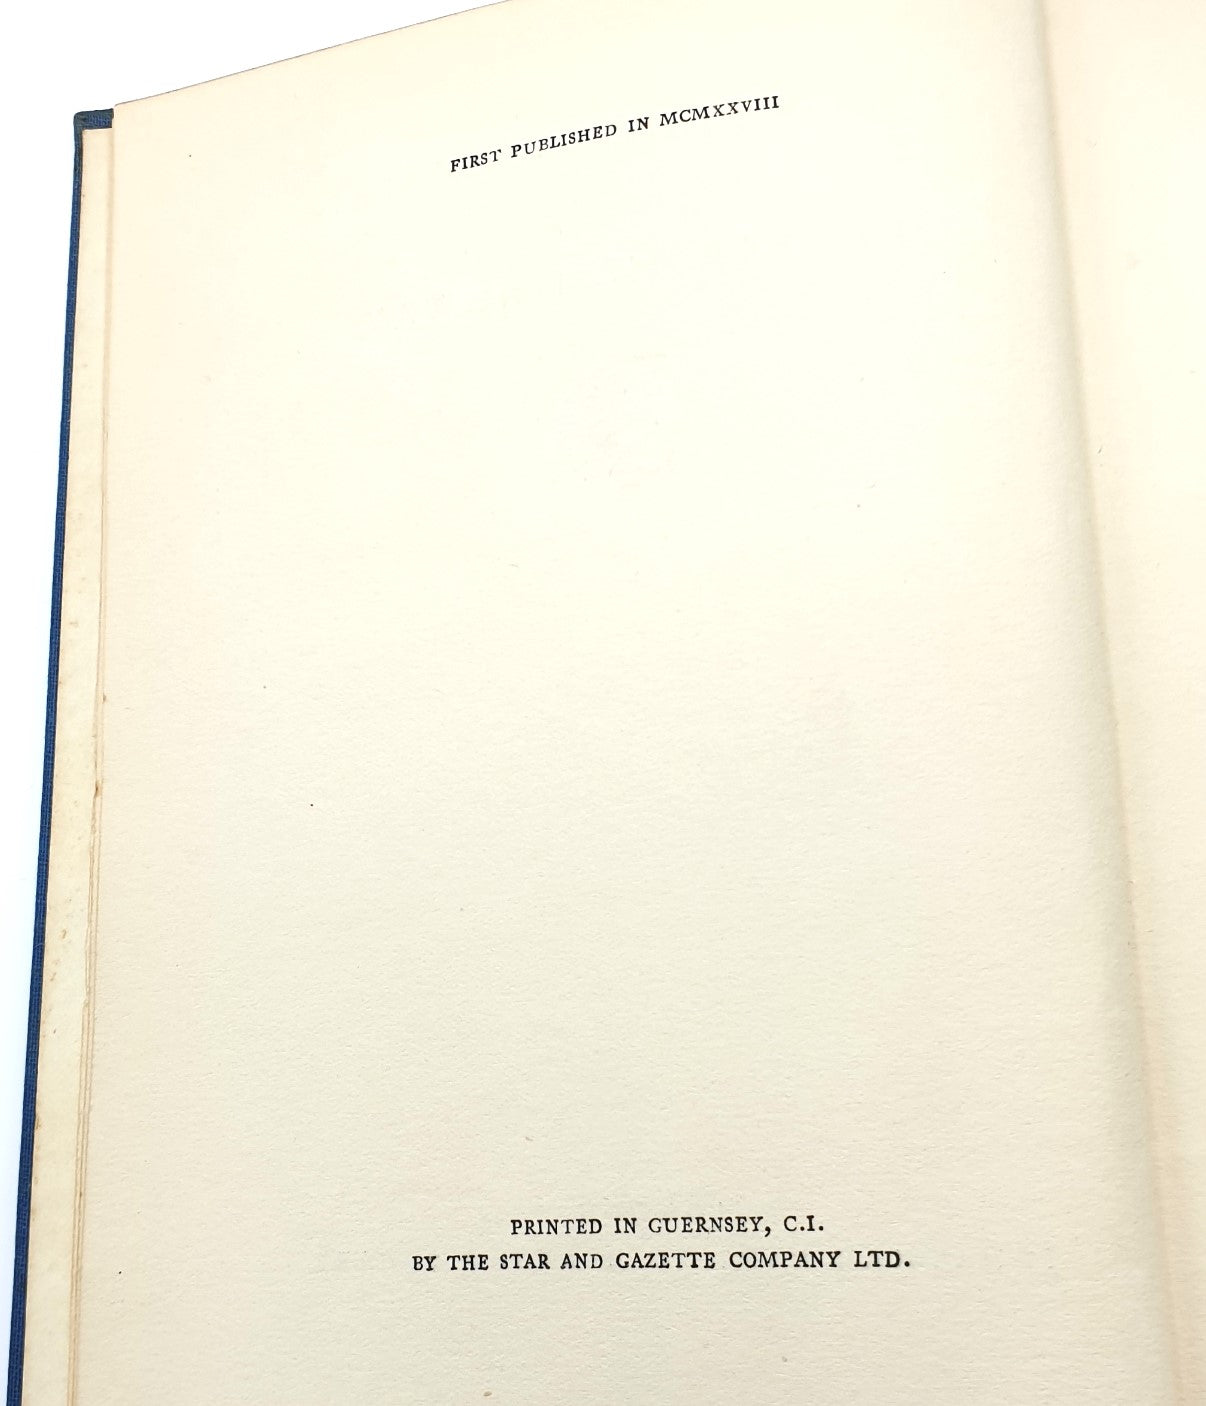 FIRST PUBLISHED IN MCMXXVIII
PRINTED IN GUERNSEY, C.I.
BY THE STAR AND GAZETTE COMPANY LTD.